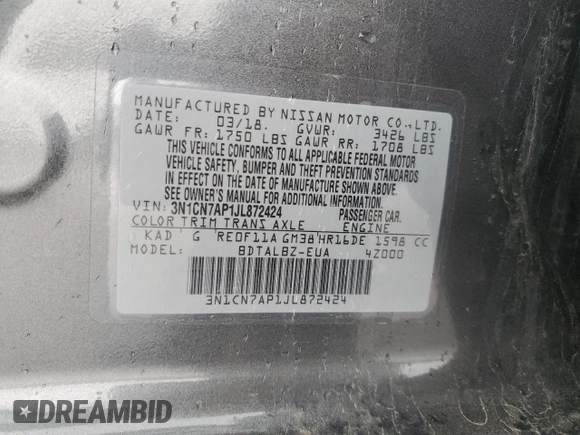 MANUFACTURED BY NISSAN MOTOR CO.,LTD.
DATE: 03/18. GVWR: 3426 LBS
GAWR FR: 1750 LBS GAWR RR: 1708 LBS
THIS VEHICLE CONFORMS TO ALL APPLICABLE FEDERAL MOTOR
VEHICLE SAFETY, BUMPER AND THEFT PREVENTION STANDARDS
IN EFFECT ON THE DATE OF MANUFACTURE SHOWN ABOVE.
SEE OWNER'S MANUAL FOR ADDITIONAL INFORMATION.
VIN: 3N1CN7AP1JL872424 PASSENGER CAR.
COLOR TRIM TRANS AXLE ENGINE
KAD G RE0F11A GM38 HR16DE 1598 CC
MODEL: BDTALBZ-EUA 4Z000
3N1CN7AP1JL872424
DREAMBID